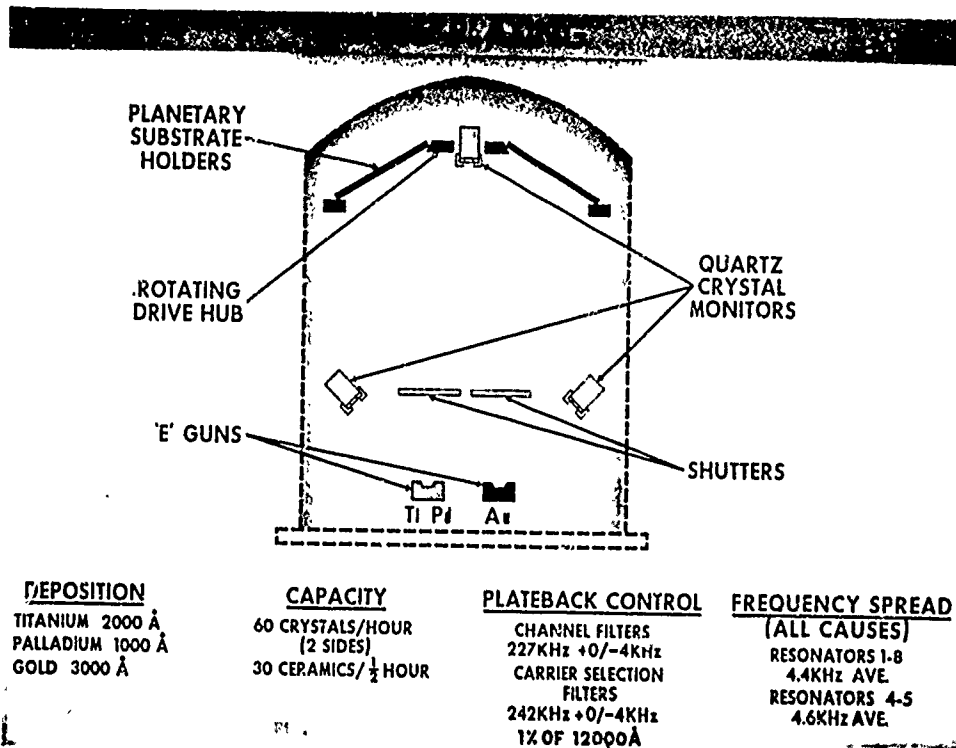 PLANETARY
SUBSTRATE
HOLDERS
ROTATING
DRIVE HUB
QUARTZ
CRYSTAL
MONITORS
'E' GUNS
SHUTTERS
Ti Pd Au
DEPOSITION
TITANIUM 2000 Å
PALLADIUM 1000 Å
GOLD 3000 Å
CAPACITY
60 CRYSTALS/HOUR
(2 SIDES)
30 CERAMICS/ ½ HOUR
PLATEBACK CONTROL
CHANNEL FILTERS
227KHz +0/-4KHz
CARRIER SELECTION
FILTERS
242KHz +0/-4KHz
1% OF 12000Å
FREQUENCY SPREAD
(ALL CAUSES)
RESONATORS 1-8
4.4KHz AVE.
RESONATORS 4-5
4.6KHz AVE.